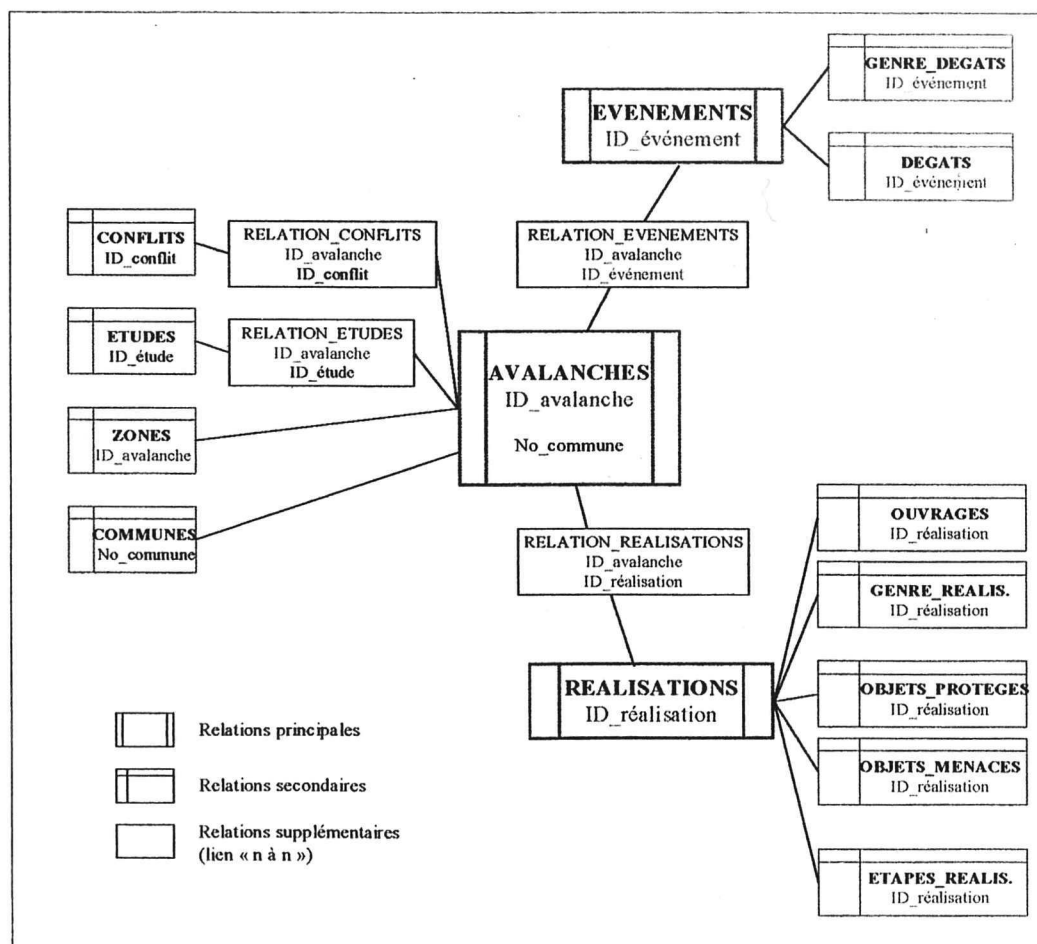 GENRE_DEGATS
ID_événement
EVENEMENTS
ID_événement
DEGATS
ID_événement
CONFLITS
ID_conflit
RELATION_CONFLITS
ID_avalanche
ID_conflit
RELATION_EVENEMENTS
ID_avalanche
ID_événement
ETUDES
ID_étude
RELATION_ETUDES
ID_avalanche
ID_étude
AVALANCHES
ID_avalanche
No_commune
ZONES
ID_avalanche
COMMUNES
No_commune
RELATION_REALISATIONS
ID_avalanche
ID_réalisation
OUVRAGES
ID_réalisation
GENRE_REALIS.
ID_réalisation
REALISATIONS
ID_réalisation
OBJETS_PROTEGES
ID_réalisation
OBJETS_MENACES
ID_réalisation
ETAPES_REALIS.
ID_réalisation
Relations principales
Relations secondaires
Relations supplémentaires
(lien « n à n »)